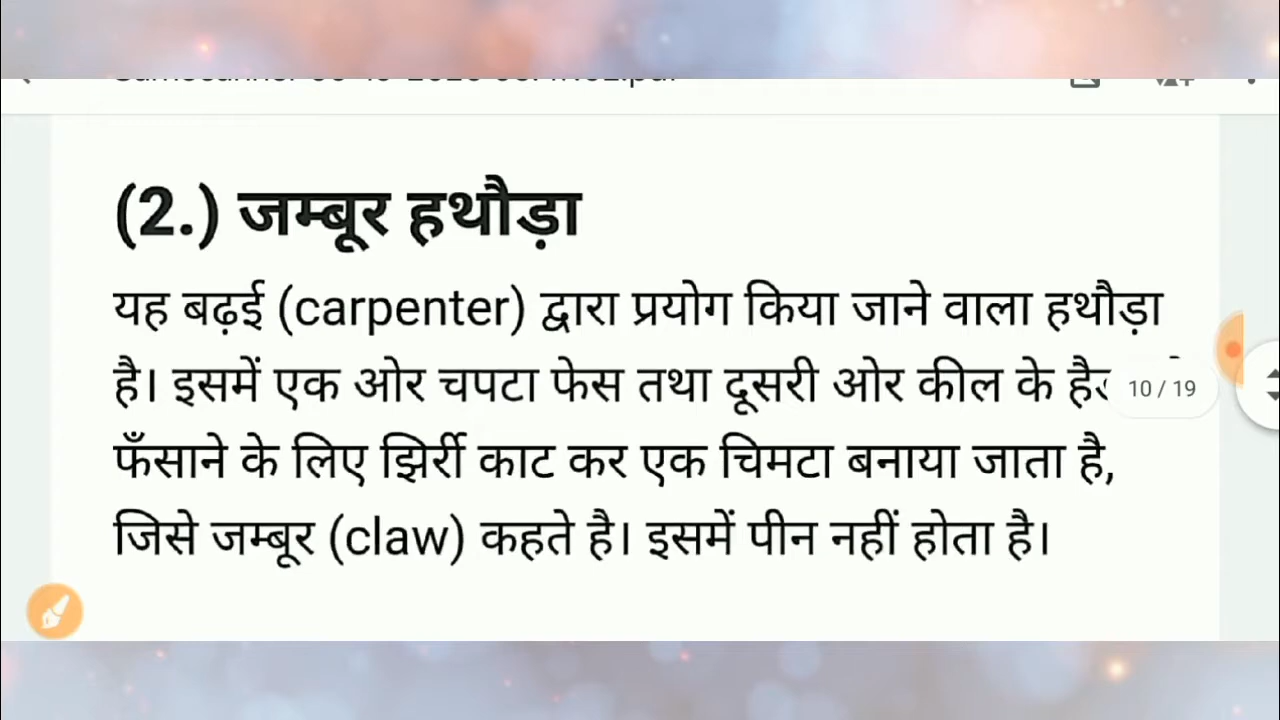 (2.) जम्बूर हथौड़ा
यह बढ़ई (carpenter) द्वारा प्रयोग किया जाने वाला हथौड़ा
है। इसमें एक ओर चपटा फेस तथा दूसरी ओर कील के
10 / 19
फँसाने के लिए झिर्री काट कर एक चिमटा बनाया जाता है,
जिसे जम्बूर (claw) कहते है। इसमें पीन नहीं होता है।